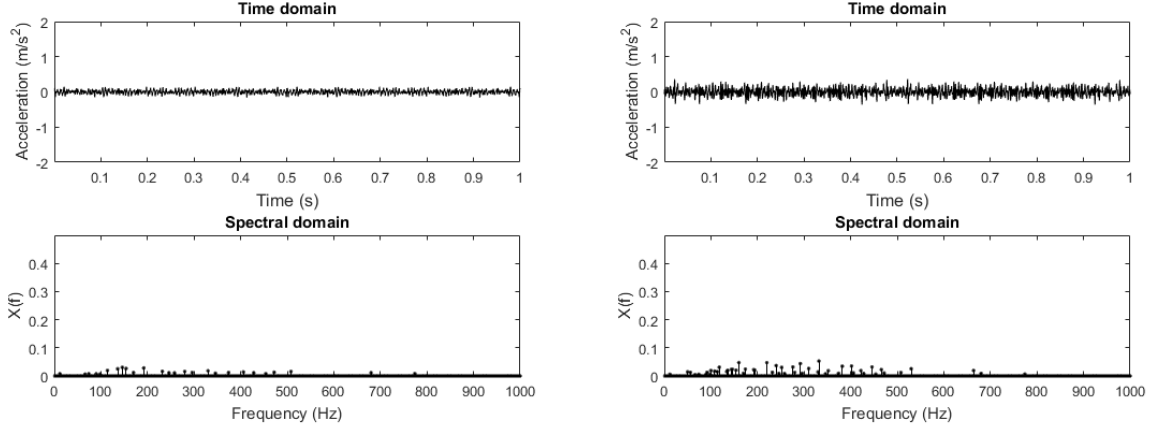 Time domain
2
1
0
-1
-2
Acceleration (m/s²)
0.1 0.2 0.3 0.4 0.5 0.6 0.7 0.8 0.9 1
Time (s)
Spectral domain
0.4
0.3
0.2
0.1
0
X(f)
0 100 200 300 400 500 600 700 800 900 1000
Frequency (Hz)
Time domain
2
1
0
-1
-2
Acceleration (m/s²)
0.1 0.2 0.3 0.4 0.5 0.6 0.7 0.8 0.9 1
Time (s)
Spectral domain
0.4
0.3
0.2
0.1
0
X(f)
0 100 200 300 400 500 600 700 800 900 1000
Frequency (Hz)